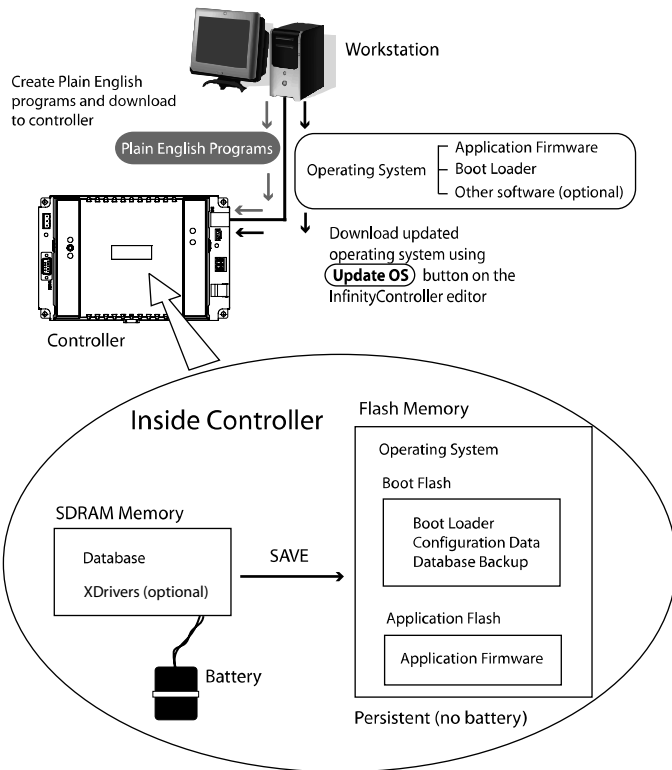 Workstation
Create Plain English
programs and download
to controller
Plain English Programs
Operating System
Application Firmware
Boot Loader
Other software (optional)
Download updated
operating system using
Update OS button on the
InfinityController editor
Controller
Inside Controller
Flash Memory
Operating System
Boot Flash
Boot Loader
Configuration Data
Database Backup
Application Flash
Application Firmware
Persistent (no battery)
SDRAM Memory
Database
XDrivers (optional)
SAVE
Battery